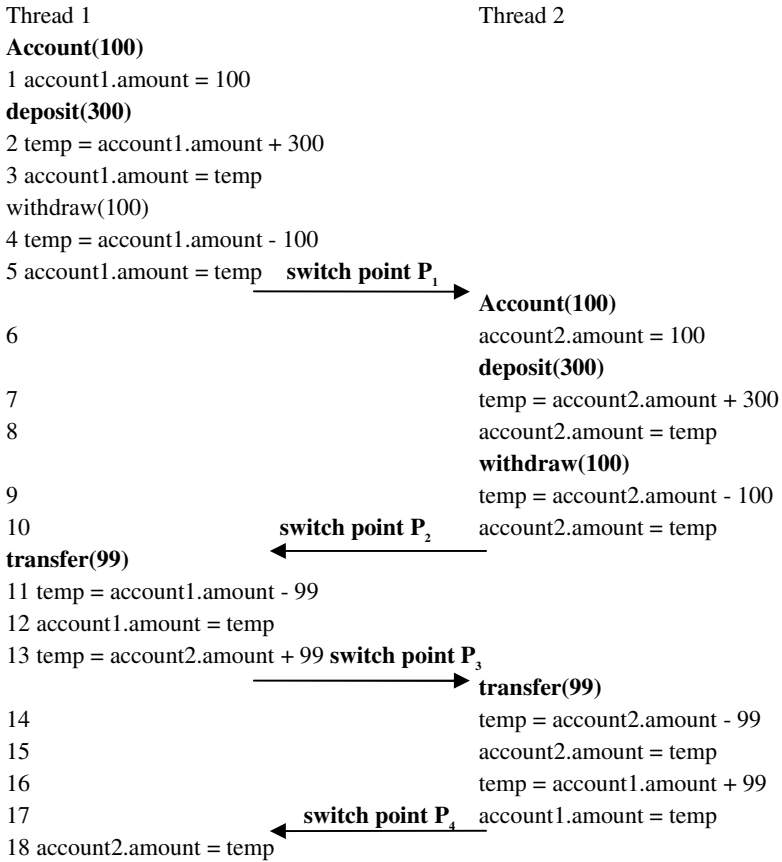 Thread 1 Thread 2
Account(100)
1 account1.amount = 100
deposit(300)
2 temp = account1.amount + 300
3 account1.amount = temp
withdraw(100)
4 temp = account1.amount - 100
5 account1.amount = temp switch point P1
Account(100)
6 account2.amount = 100
deposit(300)
7 temp = account2.amount + 300
8 account2.amount = temp
withdraw(100)
9 temp = account2.amount - 100
10 switch point P2 account2.amount = temp
transfer(99)
11 temp = account1.amount - 99
12 account1.amount = temp
13 temp = account2.amount + 99 switch point P3
transfer(99)
14 temp = account2.amount - 99
15 account2.amount = temp
16 temp = account1.amount + 99
17 switch point P4 account1.amount = temp
18 account2.amount = temp